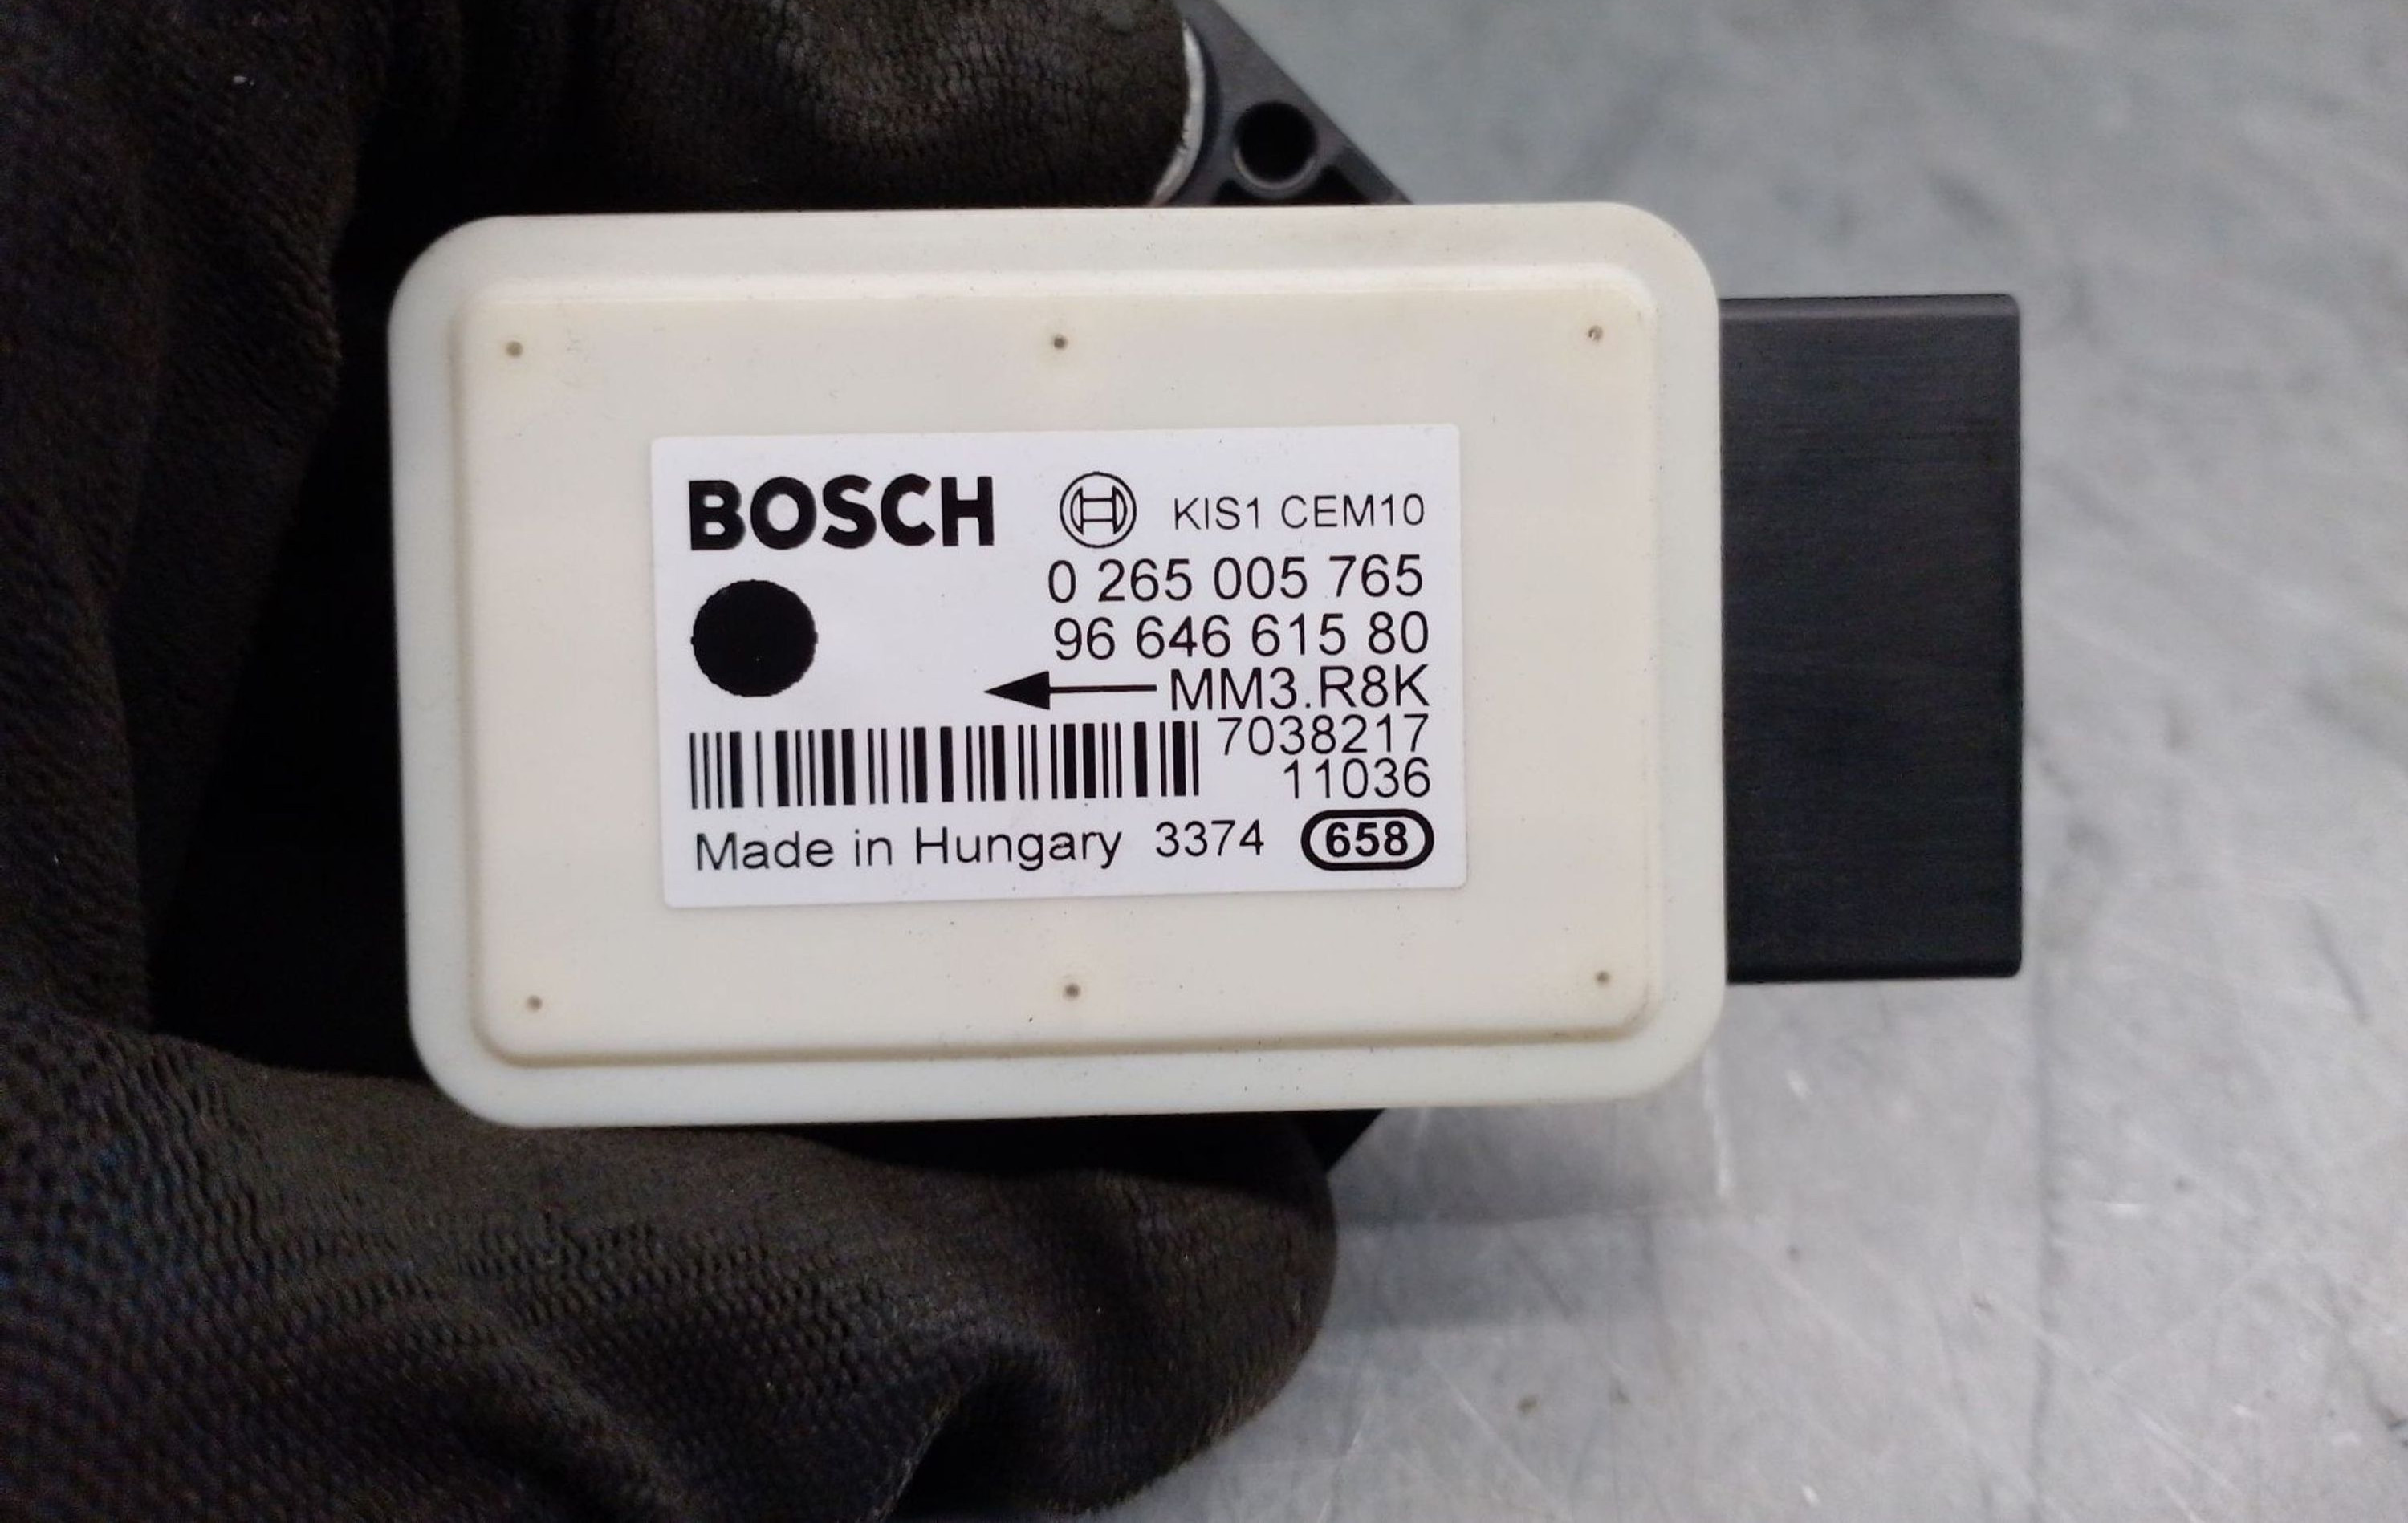 BOSCH KIS1 CEM10
0 265 005 765
96 646 615 80
MM3.R8K
7038217
11036
Made in Hungary 3374 658